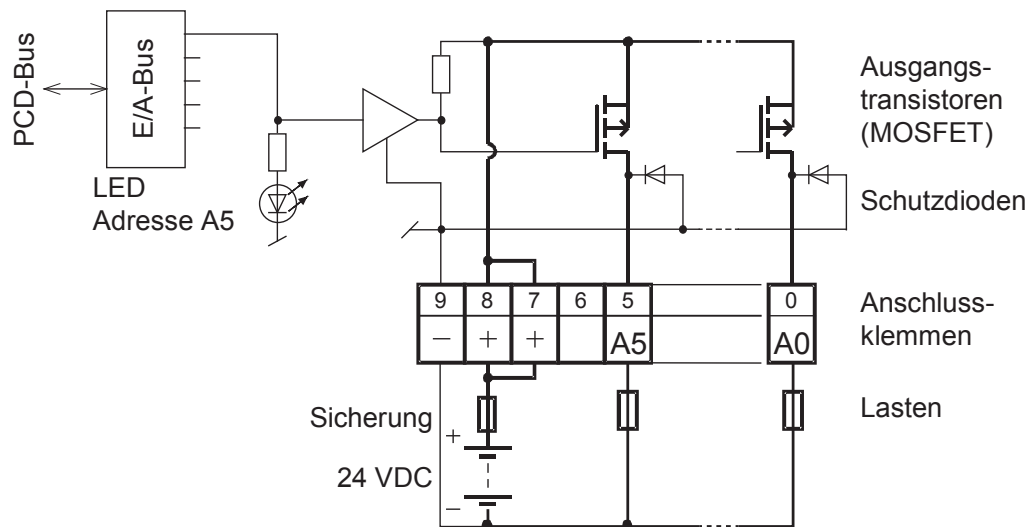 PCD-Bus
E/A-Bus
LED
Adresse A5
Ausgangs-
transistoren
(MOSFET)
Schutzdioden
9 8 7 6 5 0
– + + A5 A0
Anschluss-
klemmen
Sicherung
Lasten
+
24 VDC
–